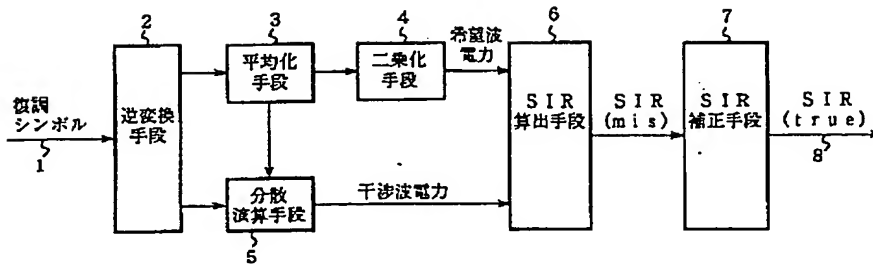 2
3
4
6
7
希望波
電力
平均化
手段
二乗化
手段
復調
シンボル
1
逆変換
手段
SIR
算出手段
SIR
(mis)
SIR
補正手段
SIR
(true)
8
分散
演算手段
干渉波電力
5